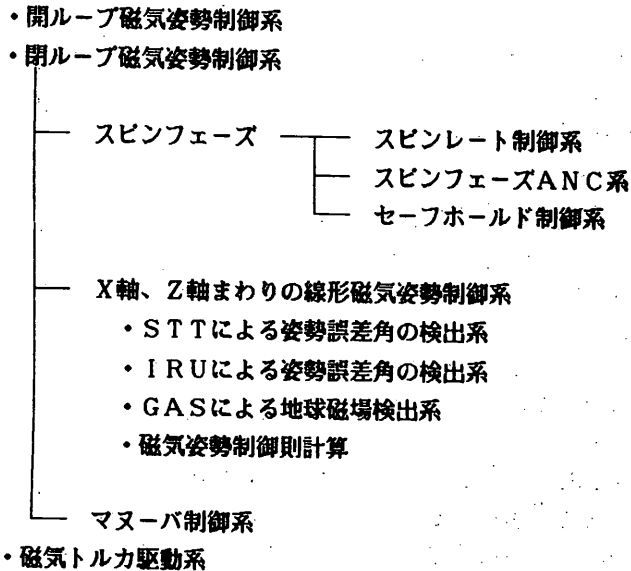 ・開ループ磁気姿勢制御系
・閉ループ磁気姿勢制御系
スピンフェーズ
スピンレート制御系
スピンフェーズＡＮＣ系
セーフホールド制御系
Ｘ軸、Ｚ軸まわりの線形磁気姿勢制御系
・ＳＴＴによる姿勢誤差角の検出系
・ＩＲＵによる姿勢誤差角の検出系
・ＧＡＳによる地球磁場検出系
・磁気姿勢制御則計算
マヌーバ制御系
・磁気トルカ駆動系